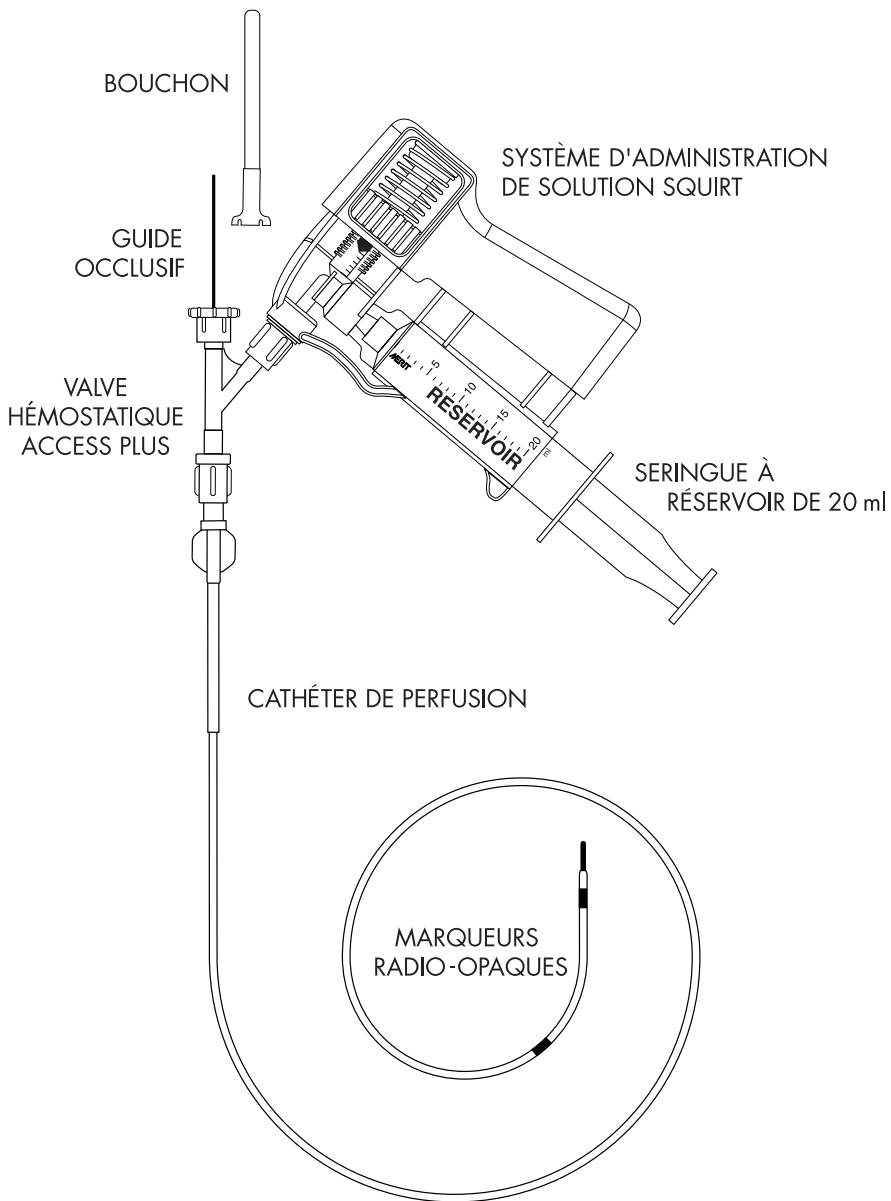 BOUCHON
SYSTÈME D'ADMINISTRATION
DE SOLUTION SQUIRT
GUIDE
OCCLUSIF
VALVE
HÉMOSTATIQUE
ACCESS PLUS
MERIT
5
10
15
20
ml
RESERVOIR
SERINGUE À
RÉSERVOIR DE 20 ml
CATHÉTER DE PERFUSION
MARQUEURS
RADIO-OPAQUES